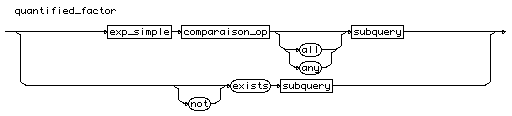 quantified_factor
exp_simple comparaison_op subquery
all
any
exists subquery
not